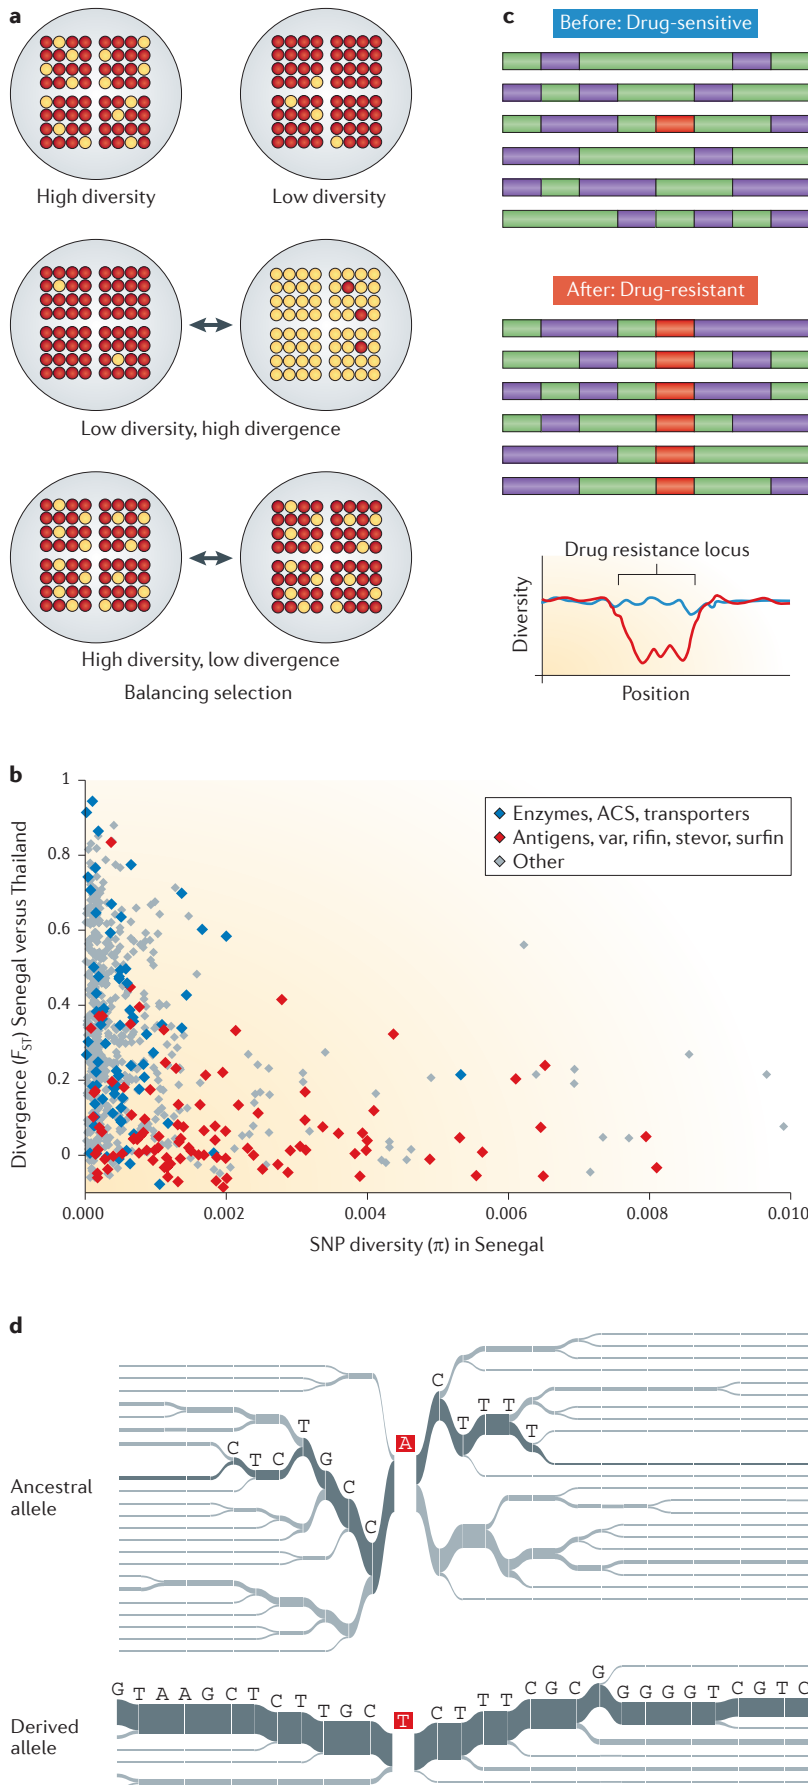 a
High diversity
Low diversity
Low diversity, high divergence
High diversity, low divergence
Balancing selection
c
Before: Drug-sensitive
After: Drug-resistant
Drug resistance locus
Diversity
Position
b
Divergence (FST) Senegal versus Thailand
1
0.8
0.6
0.4
0.2
0
0.000
0.002
0.004
0.006
0.008
0.010
SNP diversity (π) in Senegal
Enzymes, ACS, transporters
Antigens, var, rifin, stevor, surfin
Other
d
Ancestral
allele
C T C T G C C A C T T T T
Derived
allele
G T A A G C T C T T G C T C T T T C G C G G G G T C G T C